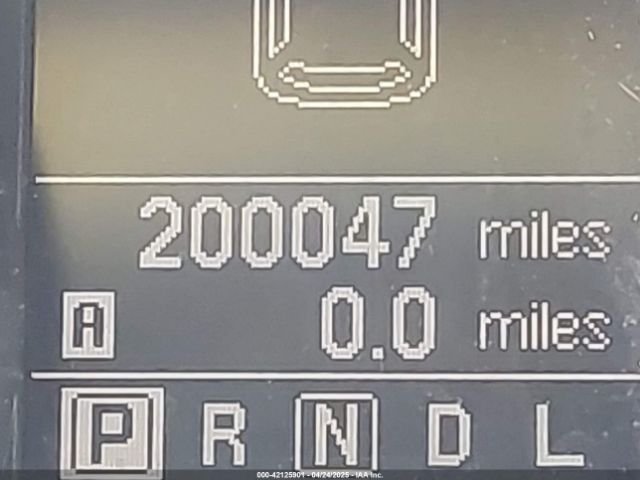 200047 miles
A 0.0 miles
P R N D L
000-42125901 - 04/24/2025 - IAA Inc.